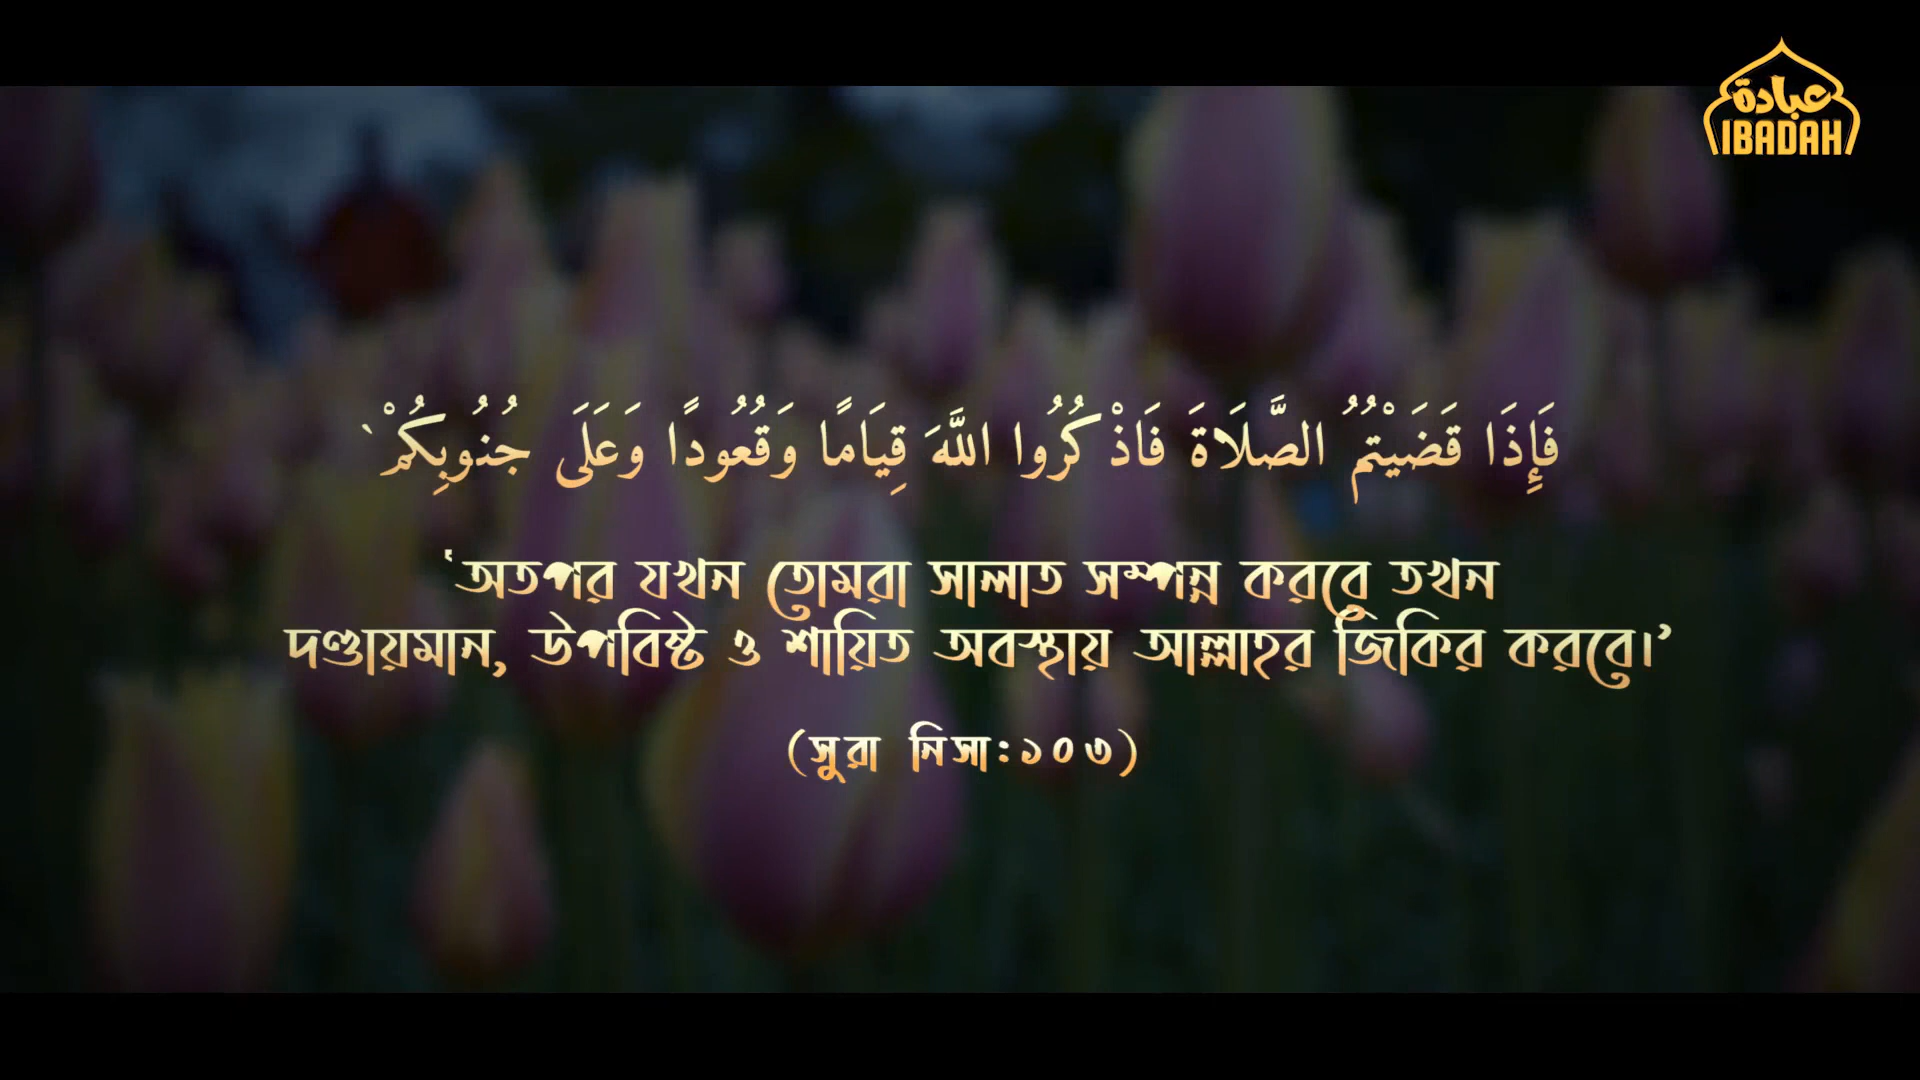 عبادة
IBADAH
فَإِذَا قَضَيْتُمُ الصَّلَاةَ فَاذْكُرُوا اللَّهَ قِيَامًا وَقُعُودًا وَعَلَى جُنُوبِكُمْ`
‘অতপর যখন তোমরা সালাত সম্পন্ন করবে তখন
দণ্ডায়মান, উপবিষ্ট ও শায়িত অবস্থায় আল্লাহর জিকির করবে।’
(সুরা নিসা:১০৩)